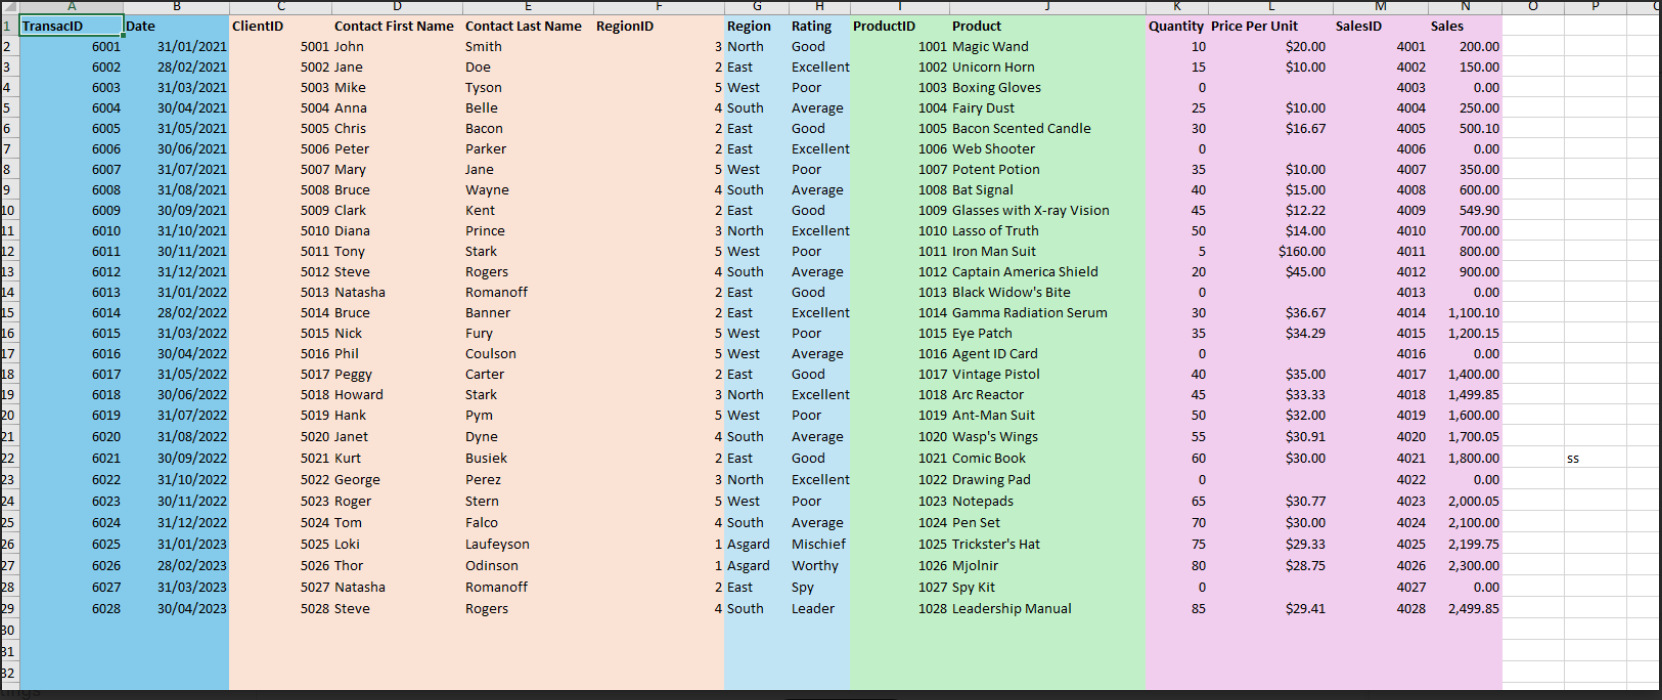 A B C D E F G H I J K L M N O P
1 TransacID Date ClientID Contact First Name Contact Last Name RegionID Region Rating ProductID Product Quantity Price Per Unit SalesID Sales
2 6001 31/01/2021 5001 John Smith 3 North Good 1001 Magic Wand 10 $20.00 4001 200.00
3 6002 28/02/2021 5002 Jane Doe 2 East Excellent 1002 Unicorn Horn 15 $10.00 4002 150.00
4 6003 31/03/2021 5003 Mike Tyson 5 West Poor 1003 Boxing Gloves 0 4003 0.00
5 6004 30/04/2021 5004 Anna Belle 4 South Average 1004 Fairy Dust 25 $10.00 4004 250.00
6 6005 31/05/2021 5005 Chris Bacon 2 East Good 1005 Bacon Scented Candle 30 $16.67 4005 500.10
7 6006 30/06/2021 5006 Peter Parker 2 East Excellent 1006 Web Shooter 0 4006 0.00
8 6007 31/07/2021 5007 Mary Jane 5 West Poor 1007 Potent Potion 35 $10.00 4007 350.00
9 6008 31/08/2021 5008 Bruce Wayne 4 South Average 1008 Bat Signal 40 $15.00 4008 600.00
10 6009 30/09/2021 5009 Clark Kent 2 East Good 1009 Glasses with X-ray Vision 45 $12.22 4009 549.90
11 6010 31/10/2021 5010 Diana Prince 3 North Excellent 1010 Lasso of Truth 50 $14.00 4010 700.00
12 6011 30/11/2021 5011 Tony Stark 5 West Poor 1011 Iron Man Suit 5 $160.00 4011 800.00
13 6012 31/12/2021 5012 Steve Rogers 4 South Average 1012 Captain America Shield 20 $45.00 4012 900.00
14 6013 31/01/2022 5013 Natasha Romanoff 2 East Good 1013 Black Widow's Bite 0 4013 0.00
15 6014 28/02/2022 5014 Bruce Banner 2 East Excellent 1014 Gamma Radiation Serum 30 $36.67 4014 1,100.10
16 6015 31/03/2022 5015 Nick Fury 5 West Poor 1015 Eye Patch 35 $34.29 4015 1,200.15
17 6016 30/04/2022 5016 Phil Coulson 5 West Average 1016 Agent ID Card 0 4016 0.00
18 6017 31/05/2022 5017 Peggy Carter 2 East Good 1017 Vintage Pistol 40 $35.00 4017 1,400.00
19 6018 30/06/2022 5018 Howard Stark 3 North Excellent 1018 Arc Reactor 45 $33.33 4018 1,499.85
20 6019 31/07/2022 5019 Hank Pym 5 West Poor 1019 Ant-Man Suit 50 $32.00 4019 1,600.00
21 6020 31/08/2022 5020 Janet Dyne 4 South Average 1020 Wasp's Wings 55 $30.91 4020 1,700.05
22 6021 30/09/2022 5021 Kurt Busiek 2 East Good 1021 Comic Book 60 $30.00 4021 1,800.00 ss
23 6022 31/10/2022 5022 George Perez 3 North Excellent 1022 Drawing Pad 0 4022 0.00
24 6023 30/11/2022 5023 Roger Stern 5 West Poor 1023 Notepads 65 $30.77 4023 2,000.05
25 6024 31/12/2022 5024 Tom Falco 4 South Average 1024 Pen Set 70 $30.00 4024 2,100.00
26 6025 31/01/2023 5025 Loki Laufeyson 1 Asgard Mischief 1025 Trickster's Hat 75 $29.33 4025 2,199.75
27 6026 28/02/2023 5026 Thor Odinson 1 Asgard Worthy 1026 Mjolnir 80 $28.75 4026 2,300.00
28 6027 31/03/2023 5027 Natasha Romanoff 2 East Spy 1027 Spy Kit 0 4027 0.00
29 6028 30/04/2023 5028 Steve Rogers 4 South Leader 1028 Leadership Manual 85 $29.41 4028 2,499.85
30
31
32